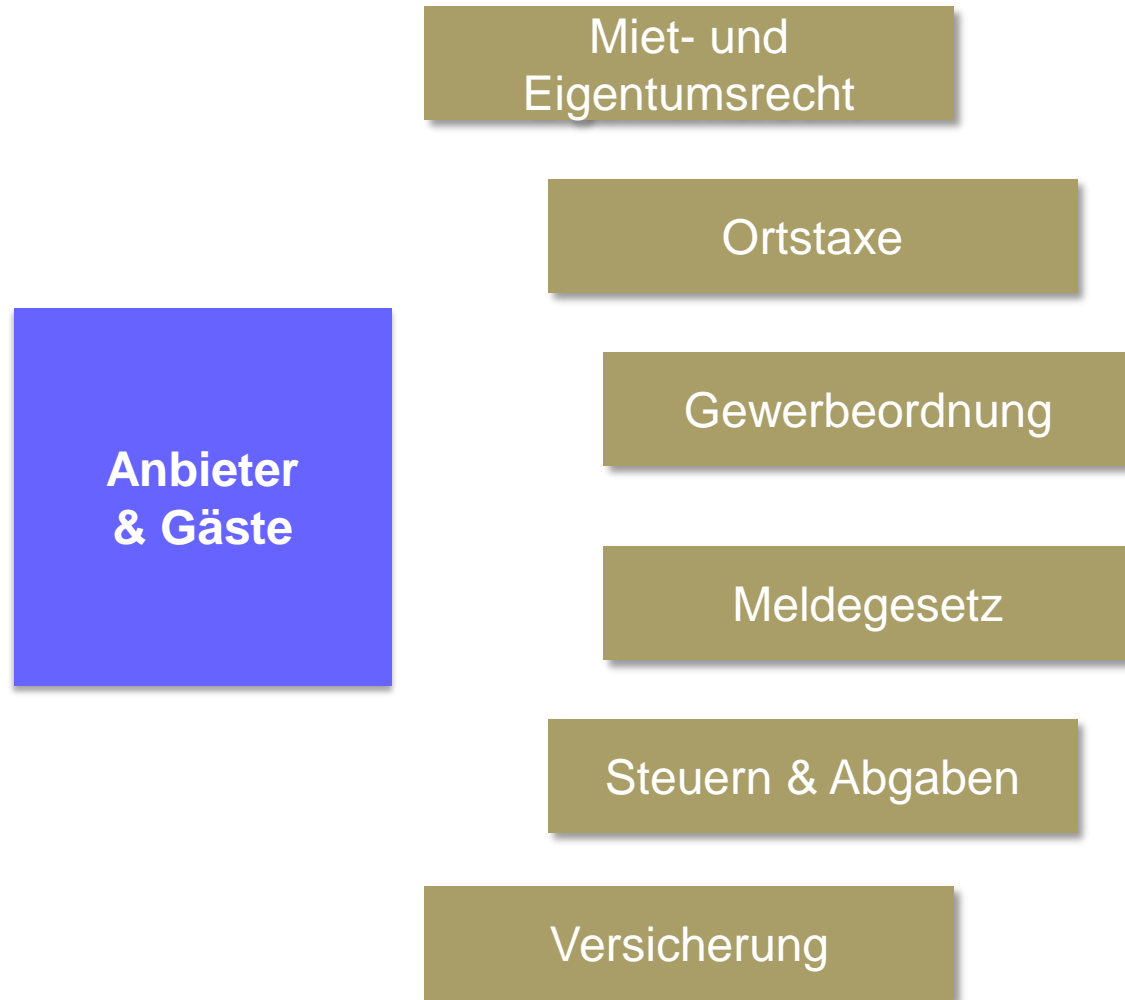 Miet- und
Eigentumsrecht
Ortstaxe
Gewerbeordnung
Anbieter
& Gäste
Meldegesetz
Steuern & Abgaben
Versicherung